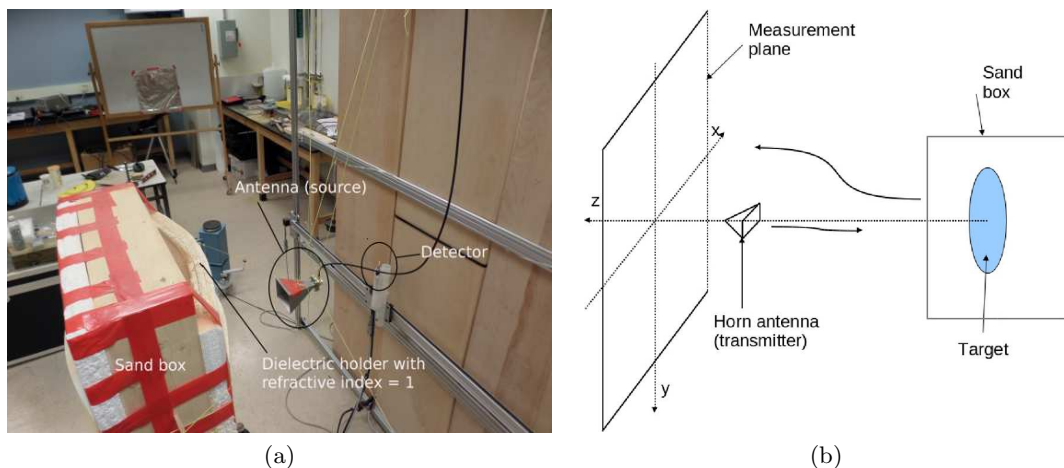 Antenna (source)
Detector
Sand box
Dielectric holder with
refractive index = 1
(a)
Measurement
plane
Sand
box
x
z
Horn antenna
(transmitter)
Target
y
(b)